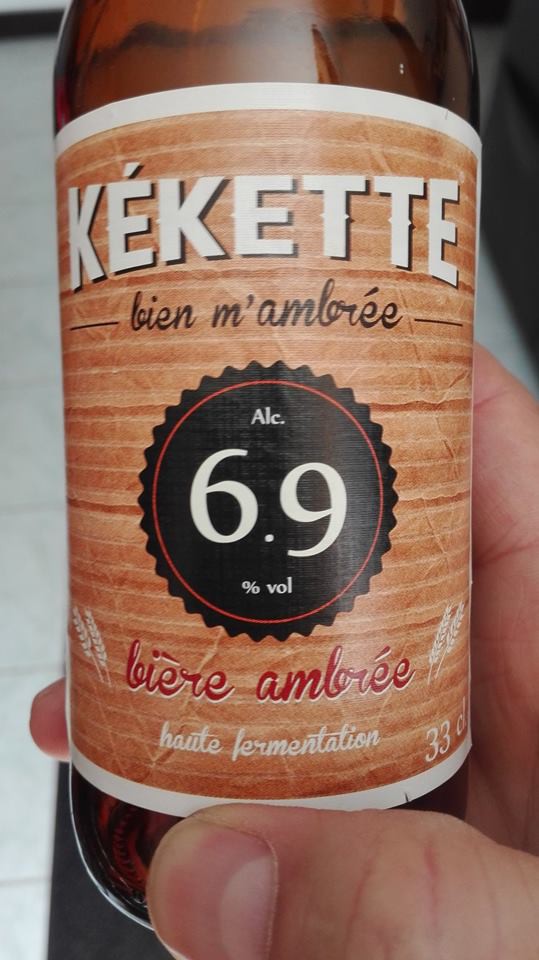 KÉKETTE
bien m'ambrée
Alc.
6.9
% vol
bière ambrée
haute fermentation
33 cl.